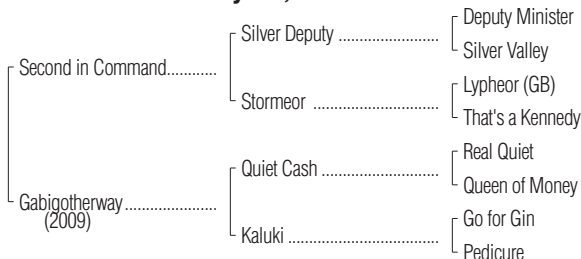 Deputy Minister
Silver Deputy ......................
Silver Valley
Second in Command............
Lypheor (GB)
Stormeor ............................
That's a Kennedy
Real Quiet
Quiet Cash ..........................
Queen of Money
Gabigotherway ......................
(2009)
Go for Gin
Kaluki .................................
Pedicure